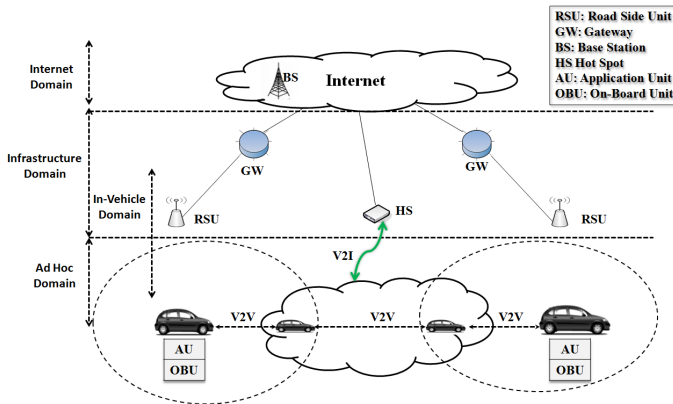 RSU: Road Side Unit
GW: Gateway
BS: Base Station
HS Hot Spot
AU: Application Unit
OBU: On-Board Unit
Internet
Domain
BS
Internet
Infrastructure
Domain
GW
GW
In-Vehicle
Domain
RSU
HS
RSU
V2I
Ad Hoc
Domain
V2V
V2V
V2V
AU
OBU
AU
OBU